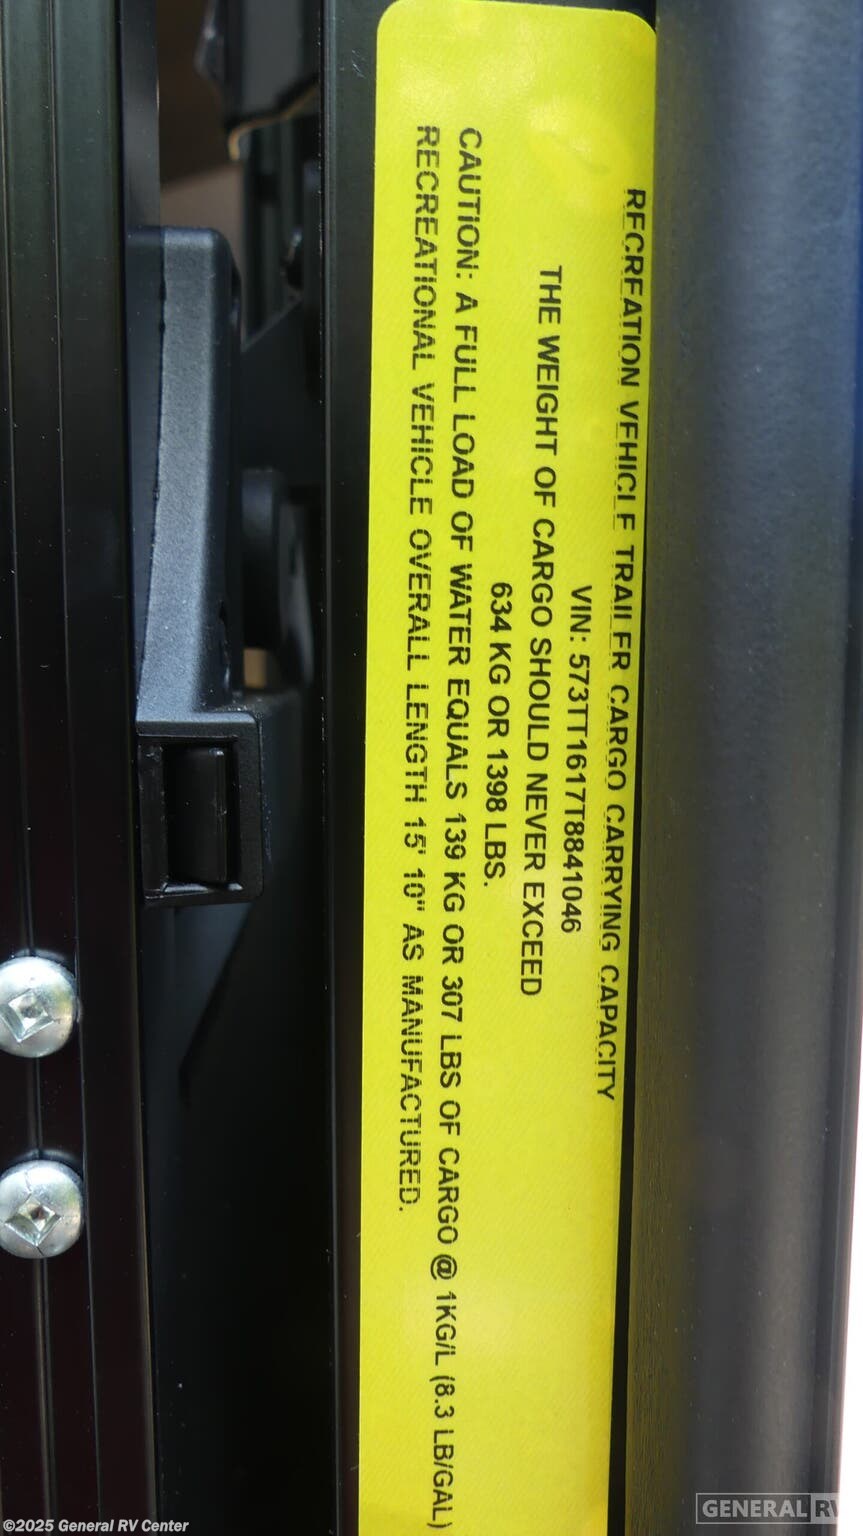 RECREATION VEHICLE TRAILER CARGO CARRYING CAPACITY
VIN: 573TT1617T8841046
THE WEIGHT OF CARGO SHOULD NEVER EXCEED
634 KG OR 1398 LBS.
CAUTION: A FULL LOAD OF WATER EQUALS 139 KG OR 307 LBS OF CARGO @ 1KG/L (8.3 LB/GAL)
RECREATIONAL VEHICLE OVERALL LENGTH 15' 10" AS MANUFACTURED.
©2025 General RV Center
GENERAL RV